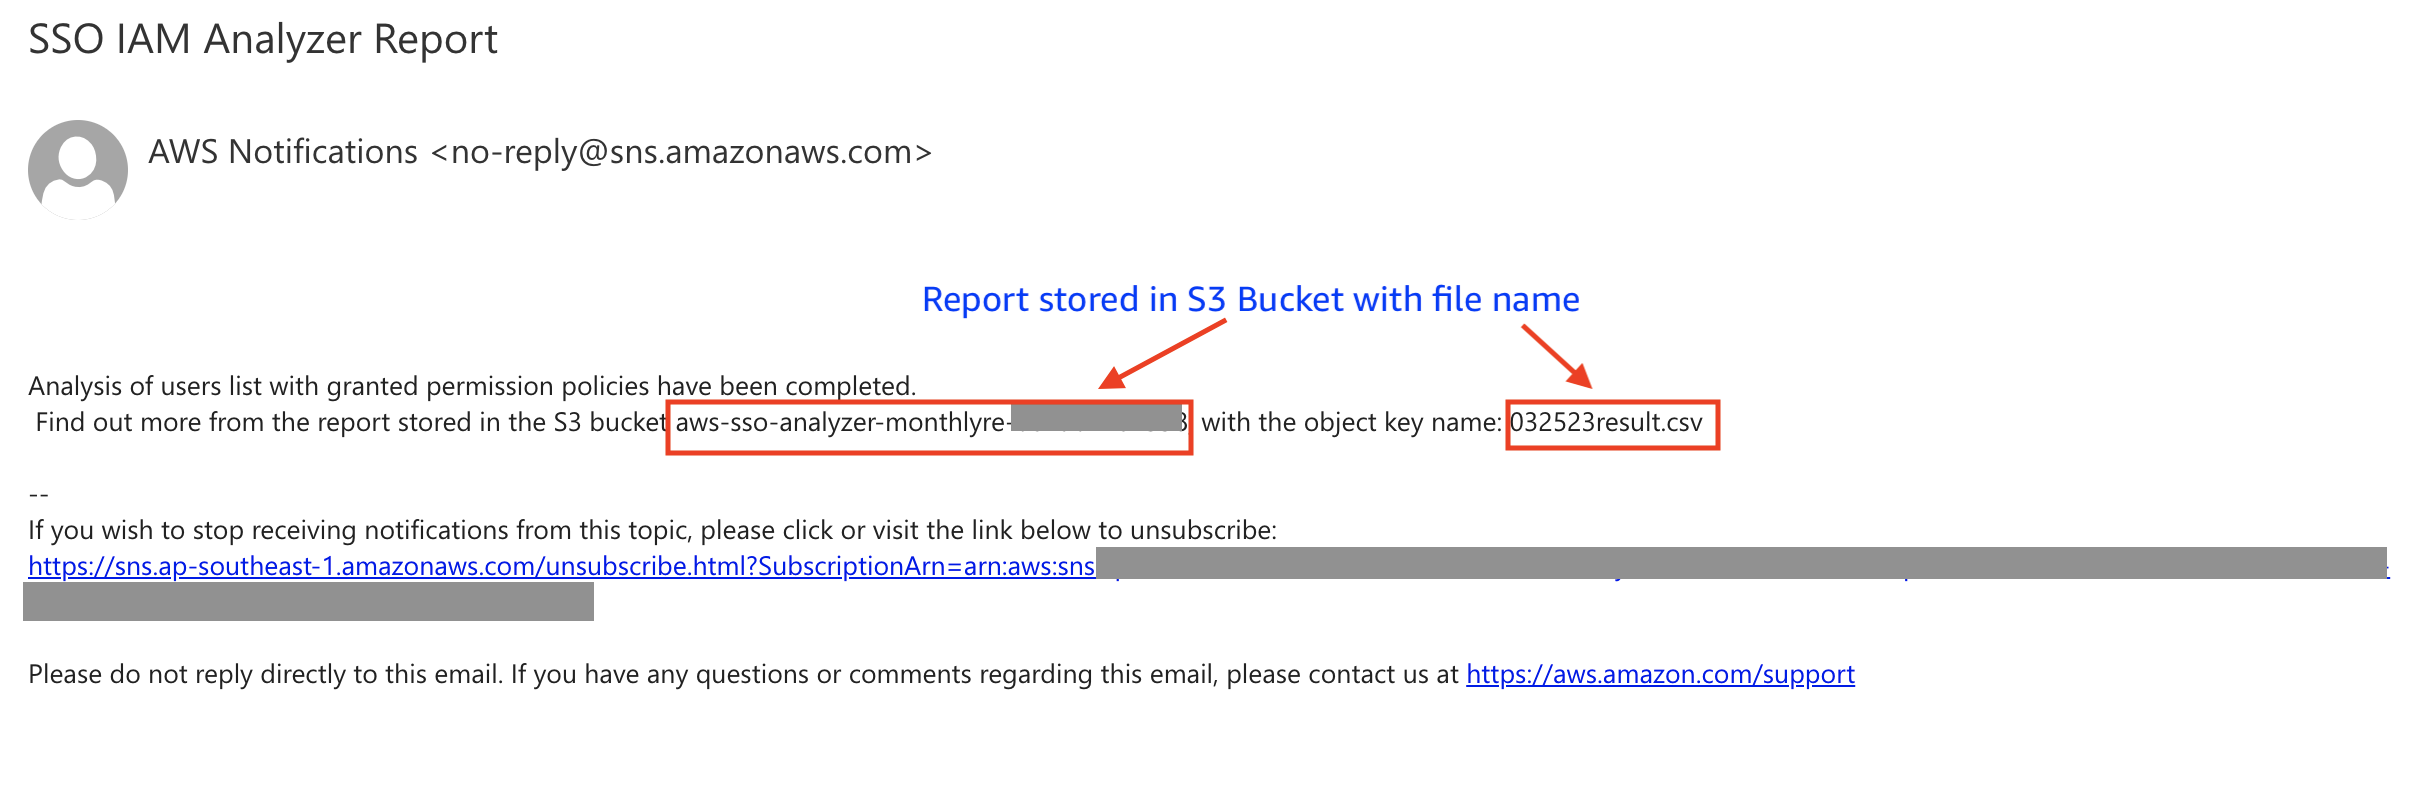 SSO IAM Analyzer Report
AWS Notifications <no-reply@sns.amazonaws.com>
Report stored in S3 Bucket with file name
Analysis of users list with granted permission policies have been completed.
Find out more from the report stored in the S3 bucket aws-sso-analyzer-monthlyre- with the object key name: 032523result.csv
--
If you wish to stop receiving notifications from this topic, please click or visit the link below to unsubscribe:
https://sns.ap-southeast-1.amazonaws.com/unsubscribe.html?SubscriptionArn=arn:aws:sns
Please do not reply directly to this email. If you have any questions or comments regarding this email, please contact us at https://aws.amazon.com/support